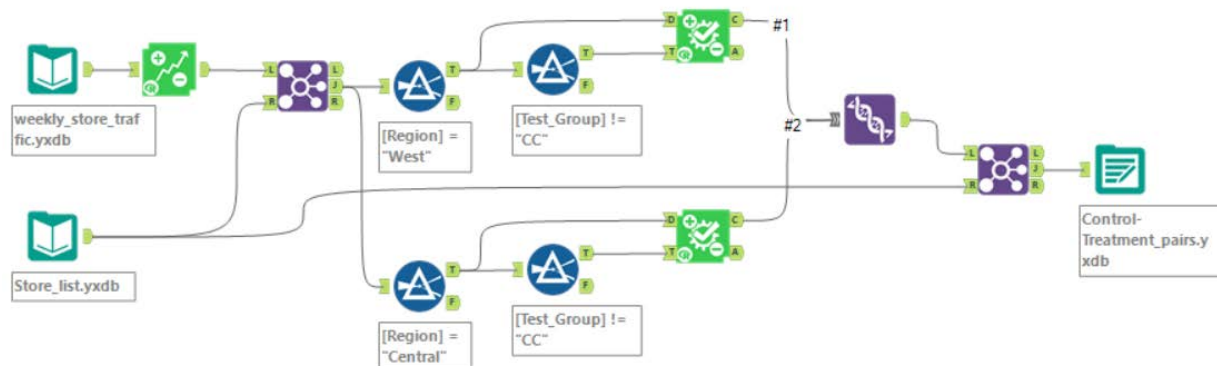 D
C
#1
T
A
L
L
J
R
R
T
F
T
F
weekly_store_traf
fic.yxdb
[Region] =
"West"
[Test_Group] !=
"CC"
#2
L
L
J
R
R
D
C
T
A
Store_list.yxdb
T
F
T
F
Control-
Treatment_pairs.y
xdb
[Region] =
"Central"
[Test_Group] !=
"CC"